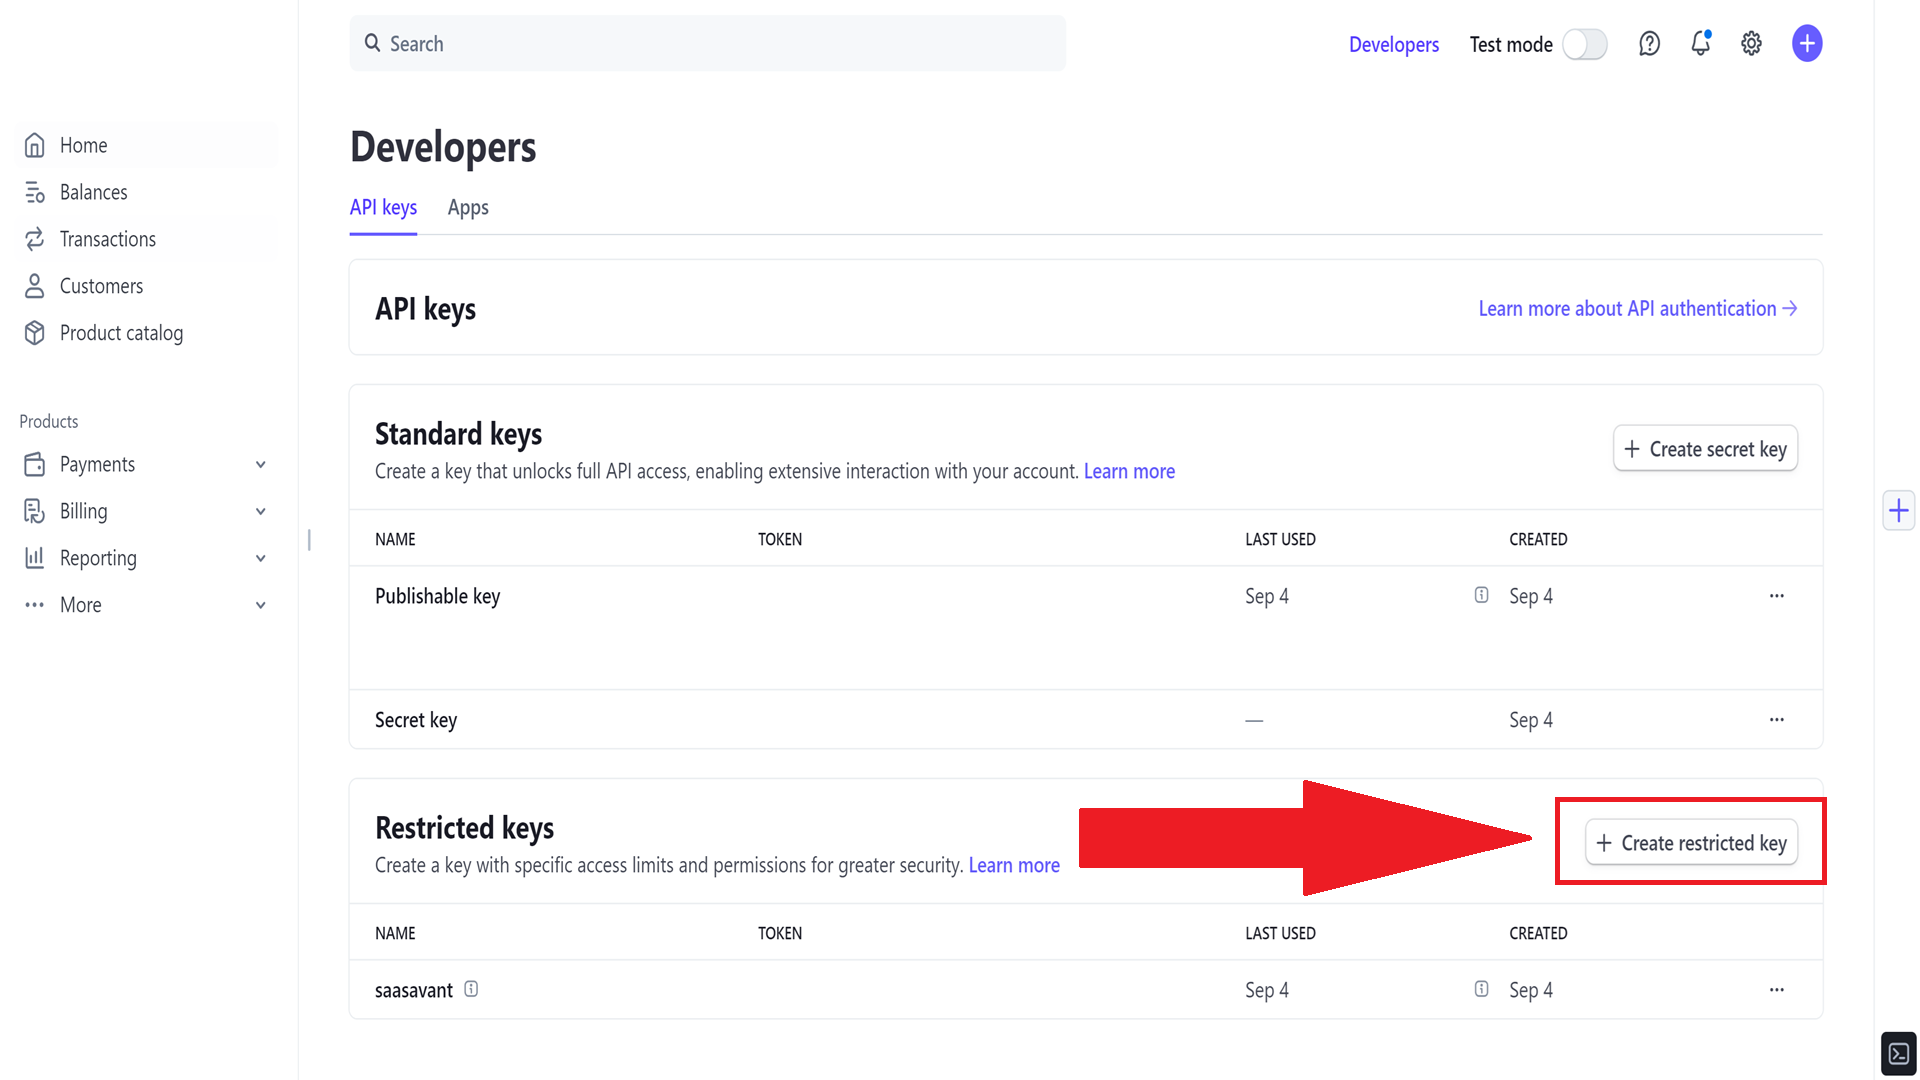 Search
Developers
Test mode
Home
Balances
Transactions
Customers
Product catalog
Products
Payments
Billing
Reporting
More
Developers
API keys
Apps
API keys
Learn more about API authentication →
Standard keys
Create a key that unlocks full API access, enabling extensive interaction with your account. Learn more
+ Create secret key
NAME TOKEN LAST USED CREATED
Publishable key Sep 4 Sep 4 ...
Secret key — Sep 4 ...
Restricted keys
Create a key with specific access limits and permissions for greater security. Learn more
+ Create restricted key
NAME TOKEN LAST USED CREATED
saasavant Sep 4 Sep 4 ...